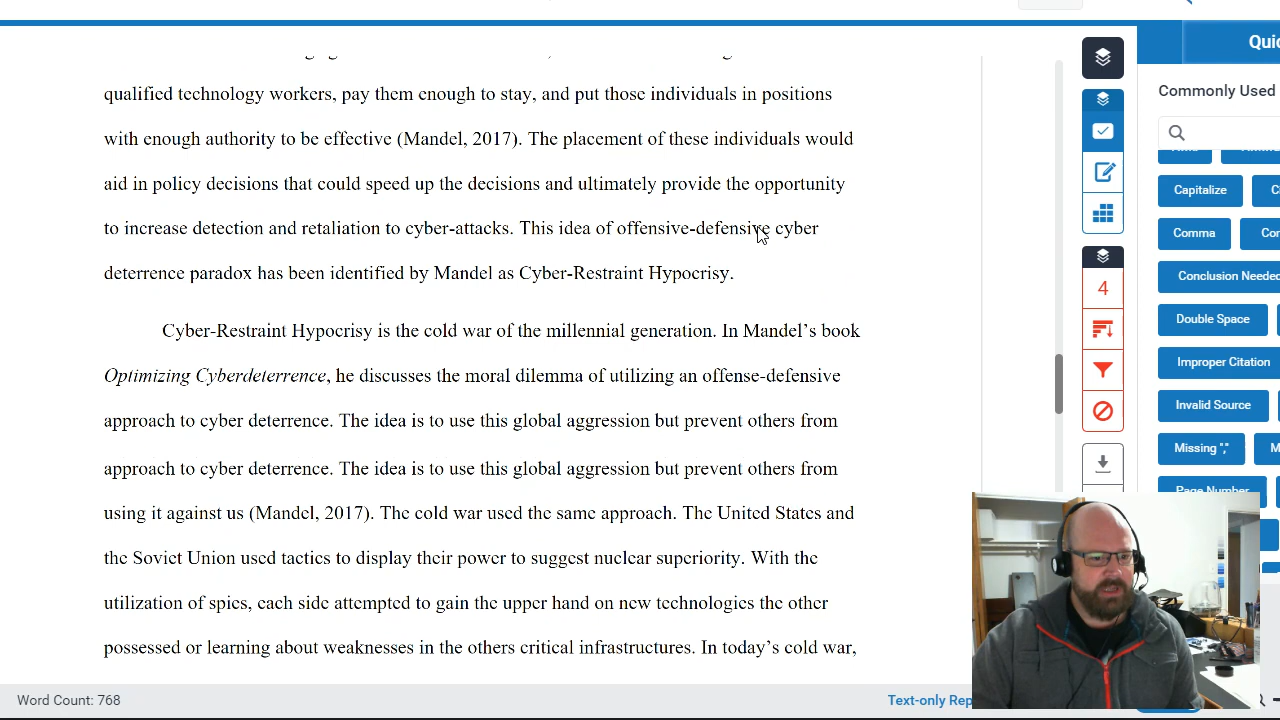 Quic
Commonly Used
qualified technology workers, pay them enough to stay, and put those individuals in positions
with enough authority to be effective (Mandel, 2017). The placement of these individuals would
aid in policy decisions that could speed up the decisions and ultimately provide the opportunity
to increase detection and retaliation to cyber-attacks. This idea of offensive-defensive cyber
deterrence paradox has been identified by Mandel as Cyber-Restraint Hypocrisy.
Cyber-Restraint Hypocrisy is the cold war of the millennial generation. In Mandel's book
Optimizing Cyberdeterrence, he discusses the moral dilemma of utilizing an offense-defensive
approach to cyber deterrence. The idea is to use this global aggression but prevent others from
approach to cyber deterrence. The idea is to use this global aggression but prevent others from
using it against us (Mandel, 2017). The cold war used the same approach. The United States and
the Soviet Union used tactics to display their power to suggest nuclear superiority. With the
utilization of spies, each side attempted to gain the upper hand on new technologies the other
possessed or learning about weaknesses in the others critical infrastructures. In today's cold war,
4
Capitalize
Comma
Conclusion Needed
Double Space
Improper Citation
Invalid Source
Missing ","
Page Number
Word Count: 768
Text-only Rep